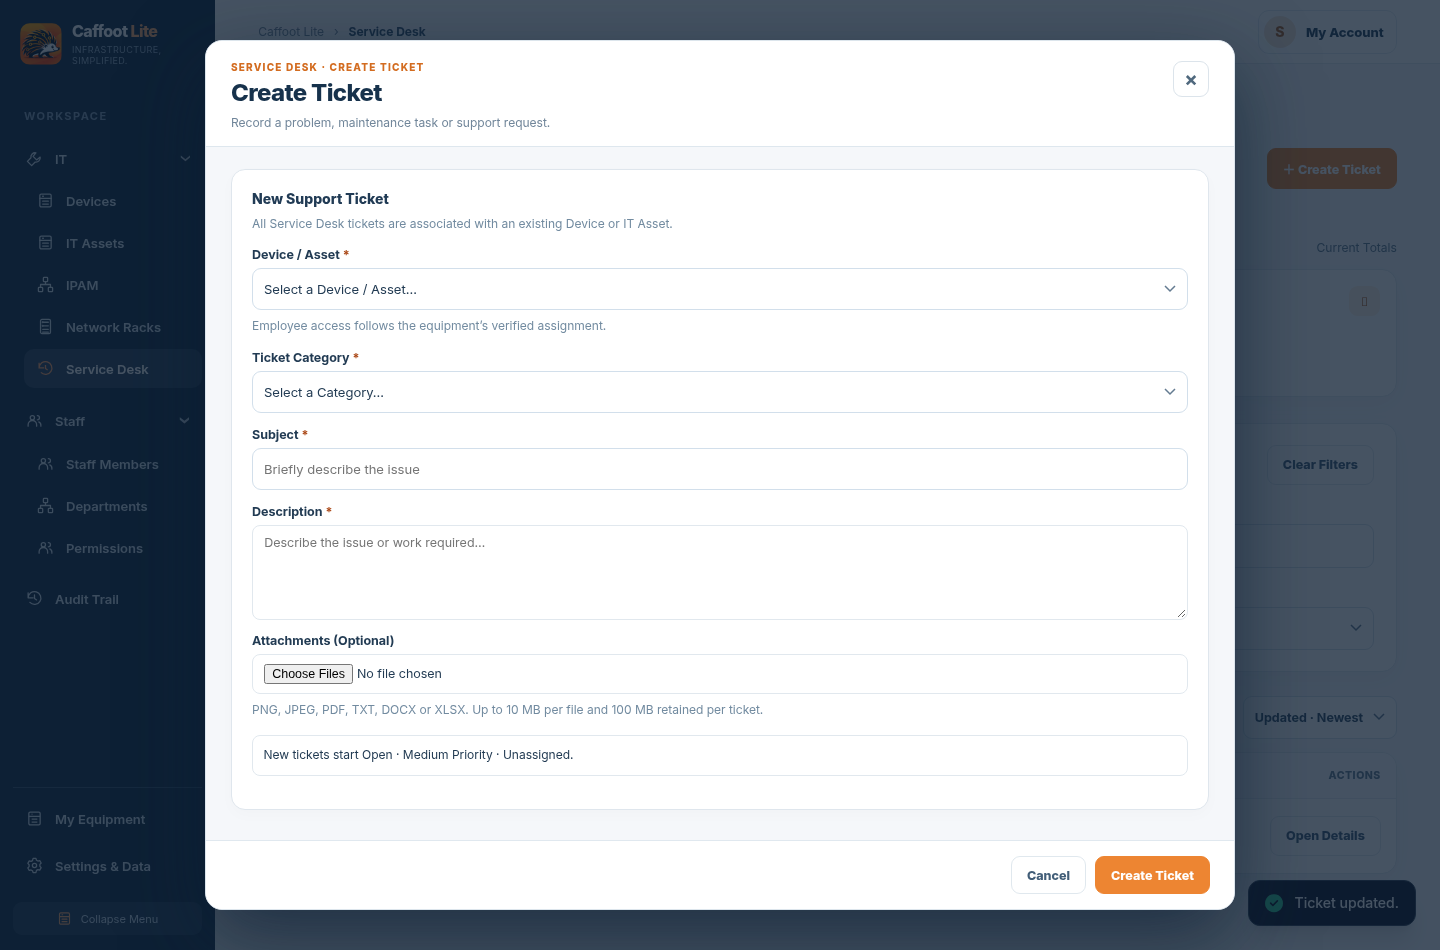 Caffoot Lite
INFRASTRUCTURE,
SIMPLIFIED.
WORKSPACE
IT
Devices
IT Assets
IPAM
Network Racks
Service Desk
Staff
Staff Members
Departments
Permissions
Audit Trail
My Equipment
Settings & Data
Collapse Menu
Caffoot Lite › Service Desk
S My Account
+ Create Ticket
Current Totals
Clear Filters
Updated · Newest
ACTIONS
Open Details
Ticket updated.
SERVICE DESK · CREATE TICKET
Create Ticket
Record a problem, maintenance task or support request.
×
New Support Ticket
All Service Desk tickets are associated with an existing Device or IT Asset.
Device / Asset *
Select a Device / Asset...
Employee access follows the equipment’s verified assignment.
Ticket Category *
Select a Category...
Subject *
Briefly describe the issue
Description *
Describe the issue or work required...
Attachments (Optional)
Choose Files No file chosen
PNG, JPEG, PDF, TXT, DOCX or XLSX. Up to 10 MB per file and 100 MB retained per ticket.
New tickets start Open · Medium Priority · Unassigned.
Cancel
Create Ticket